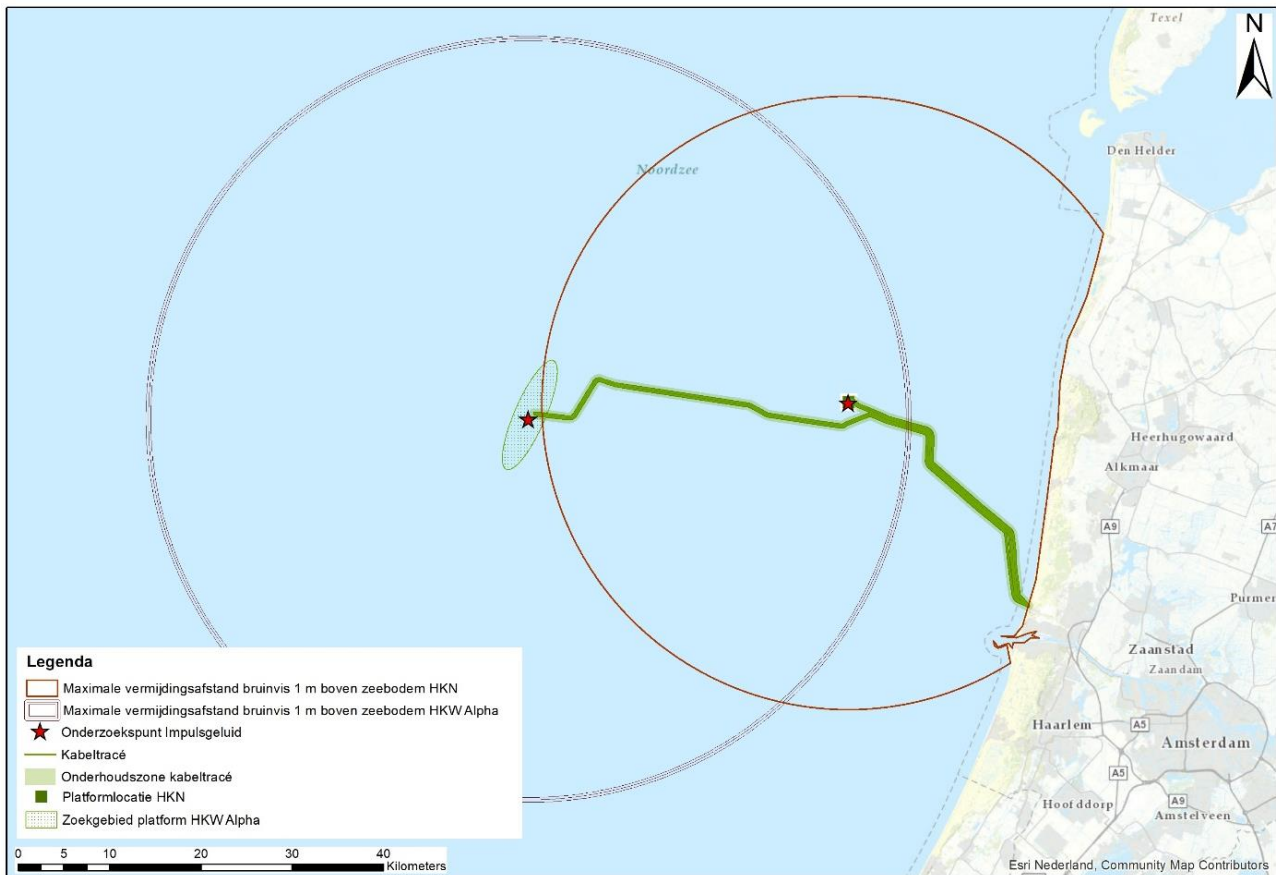 Texel
N
Den Helder
Noordzee
Heerhugowaard
Alkmaar
A9
A7
Purmer
Zaanstad
Zaandam
Haarlem
A5
Amsterdam
A5
A9
Hoofddorp
Amstelveen
Legenda
Maximale vermijdingsafstand bruinvis 1 m boven zeebodem HKN
Maximale vermijdingsafstand bruinvis 1 m boven zeebodem HKW Alpha
Onderzoekspunt Impulsgeluid
Kabeltracé
Onderhoudszone kabeltracé
Platformlocatie HKN
Zoekgebied platform HKW Alpha
0 5 10 20 30 40
Kilometers
Esri Nederland, Community Map Contributors